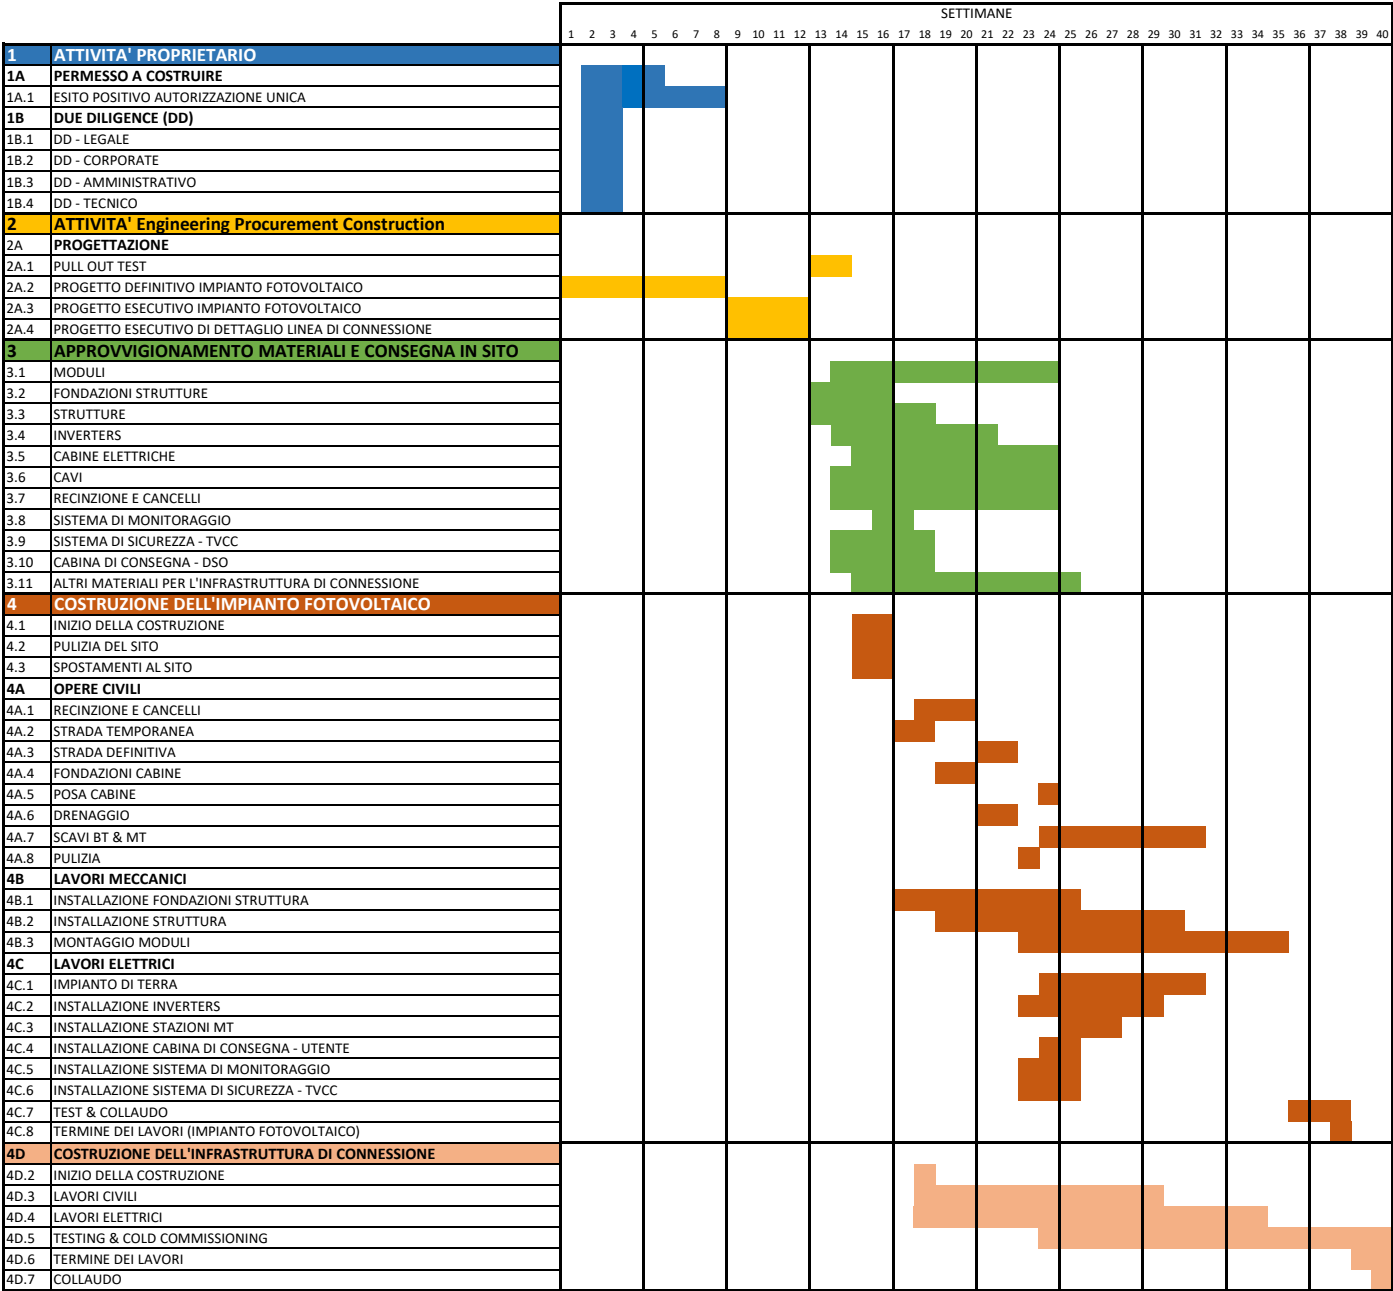 SETTIMANE
1 2 3 4 5 6 7 8 9 10 11 12 13 14 15 16 17 18 19 20 21 22 23 24 25 26 27 28 29 30 31 32 33 34 35 36 37 38 39 40
1 ATTIVITA' PROPRIETARIO
1A PERMESSO A COSTRUIRE
1A.1 ESITO POSITIVO AUTORIZZAZIONE UNICA
1B DUE DILIGENCE (DD)
1B.1 DD - LEGALE
1B.2 DD - CORPORATE
1B.3 DD - AMMINISTRATIVO
1B.4 DD - TECNICO
2 ATTIVITA' Engineering Procurement Construction
2A PROGETTAZIONE
2A.1 PULL OUT TEST
2A.2 PROGETTO DEFINITIVO IMPIANTO FOTOVOLTAICO
2A.3 PROGETTO ESECUTIVO IMPIANTO FOTOVOLTAICO
2A.4 PROGETTO ESECUTIVO DI DETTAGLIO LINEA DI CONNESSIONE
3 APPROVVIGIONAMENTO MATERIALI E CONSEGNA IN SITO
3.1 MODULI
3.2 FONDAZIONI STRUTTURE
3.3 STRUTTURE
3.4 INVERTERS
3.5 CABINE ELETTRICHE
3.6 CAVI
3.7 RECINZIONE E CANCELLI
3.8 SISTEMA DI MONITORAGGIO
3.9 SISTEMA DI SICUREZZA - TVCC
3.10 CABINA DI CONSEGNA - DSO
3.11 ALTRI MATERIALI PER L'INFRASTRUTTURA DI CONNESSIONE
4 COSTRUZIONE DELL'IMPIANTO FOTOVOLTAICO
4.1 INIZIO DELLA COSTRUZIONE
4.2 PULIZIA DEL SITO
4.3 SPOSTAMENTI AL SITO
4A OPERE CIVILI
4A.1 RECINZIONE E CANCELLI
4A.2 STRADA TEMPORANEA
4A.3 STRADA DEFINITIVA
4A.4 FONDAZIONI CABINE
4A.5 POSA CABINE
4A.6 DRENAGGIO
4A.7 SCAVI BT & MT
4A.8 PULIZIA
4B LAVORI MECCANICI
4B.1 INSTALLAZIONE FONDAZIONI STRUTTURA
4B.2 INSTALLAZIONE STRUTTURA
4B.3 MONTAGGIO MODULI
4C LAVORI ELETTRICI
4C.1 IMPIANTO DI TERRA
4C.2 INSTALLAZIONE INVERTERS
4C.3 INSTALLAZIONE STAZIONI MT
4C.4 INSTALLAZIONE CABINA DI CONSEGNA - UTENTE
4C.5 INSTALLAZIONE SISTEMA DI MONITORAGGIO
4C.6 INSTALLAZIONE SISTEMA DI SICUREZZA - TVCC
4C.7 TEST & COLLAUDO
4C.8 TERMINE DEI LAVORI (IMPIANTO FOTOVOLTAICO)
4D COSTRUZIONE DELL'INFRASTRUTTURA DI CONNESSIONE
4D.2 INIZIO DELLA COSTRUZIONE
4D.3 LAVORI CIVILI
4D.4 LAVORI ELETTRICI
4D.5 TESTING & COLD COMMISSIONING
4D.6 TERMINE DEI LAVORI
4D.7 COLLAUDO